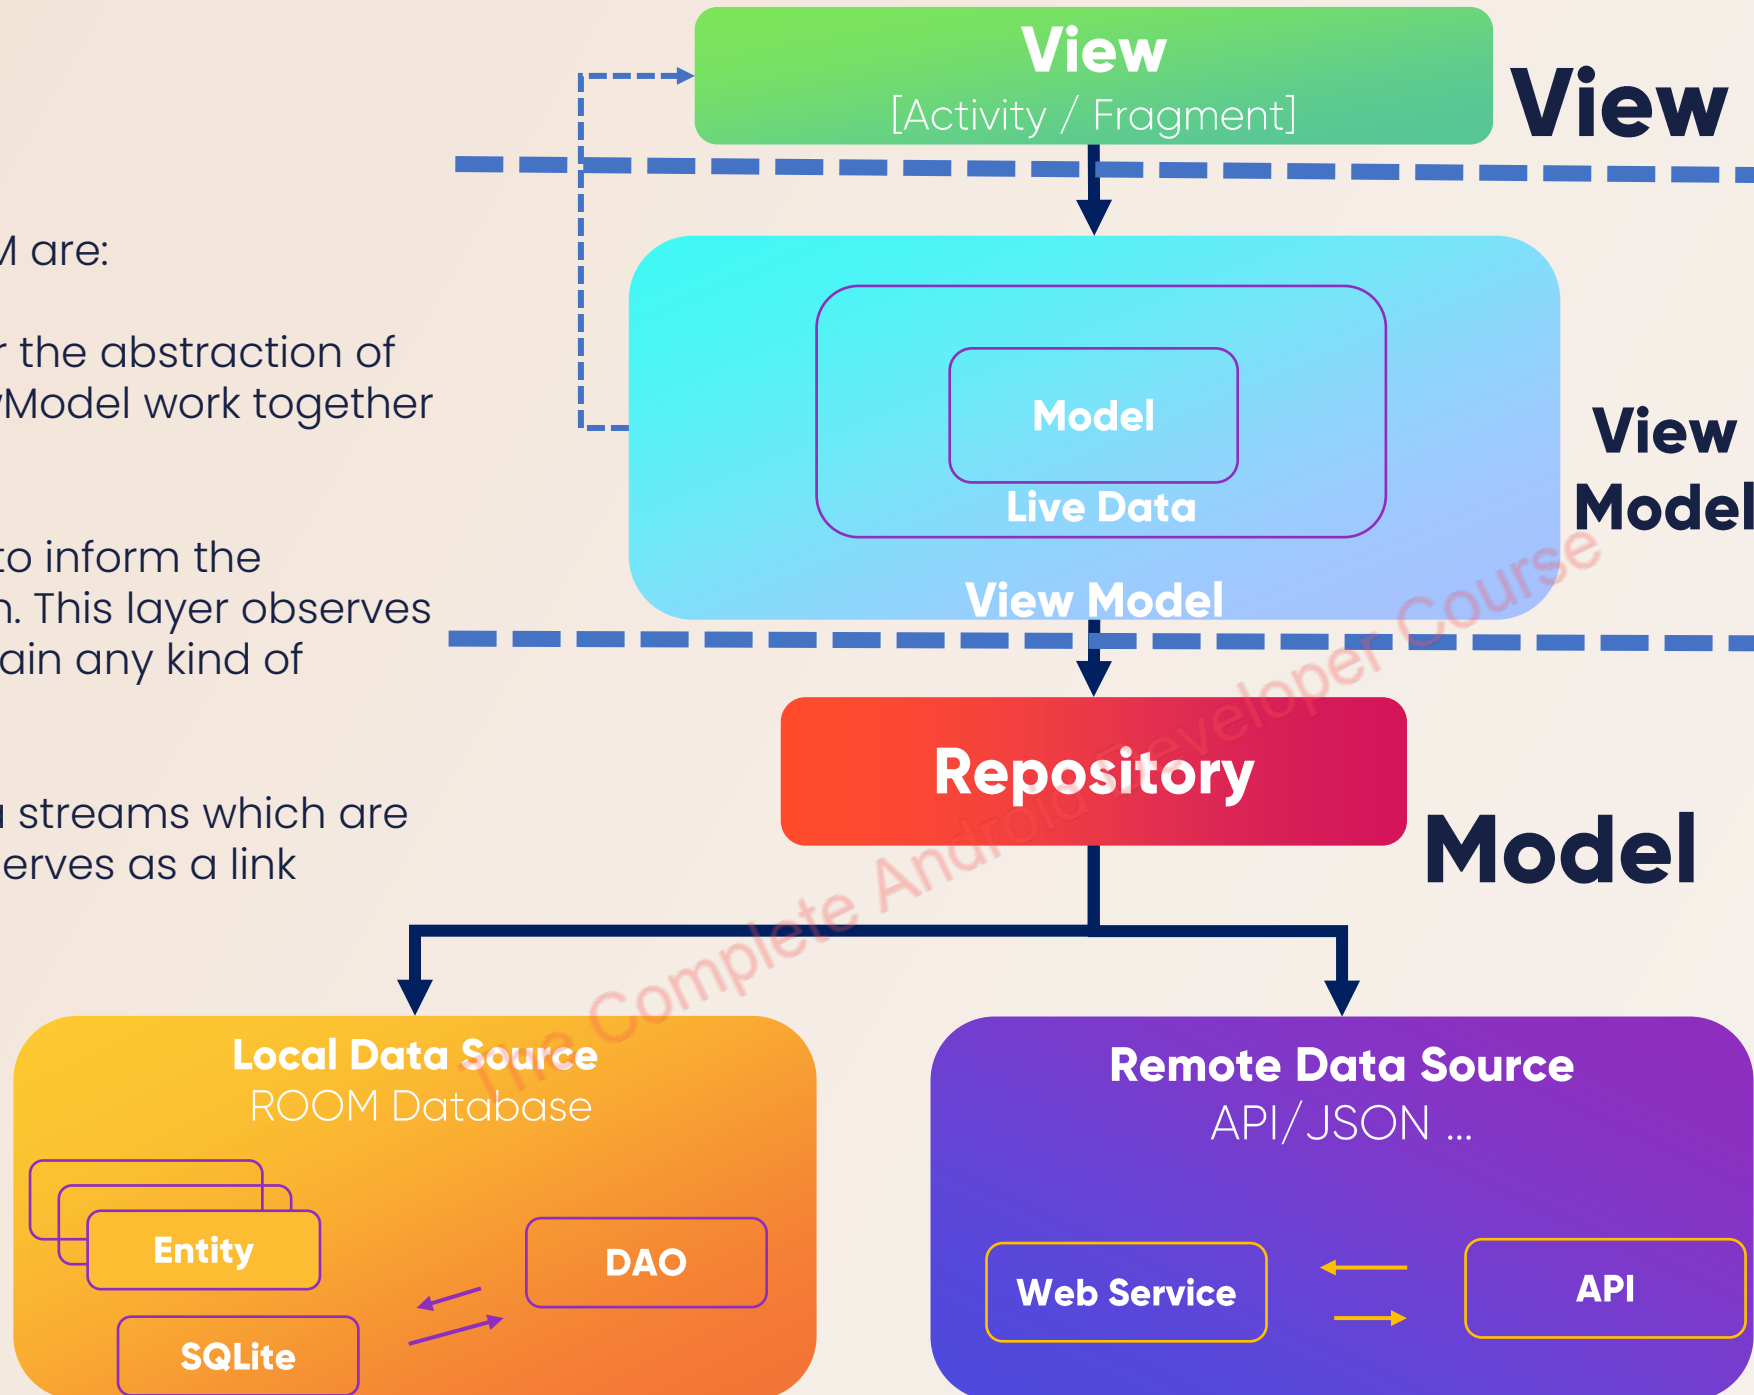 View
[Activity / Fragment]
View
M are:
the abstraction of
Model work together
Model
Live Data
View Model
View
Model
to inform the
This layer observes
any kind of
Repository
Model
streams which are
as a link
The Complete Android Developer Course
Local Data Source
ROOM Database
Entity
SQLite
DAO
Remote Data Source
API/JSON ...
Web Service
API